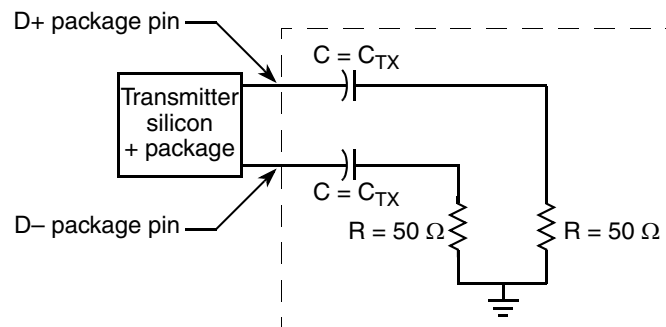 D+ package pin
C = CTX
Transmitter
silicon
+ package
C = CTX
D– package pin
R = 50 Ω
R = 50 Ω